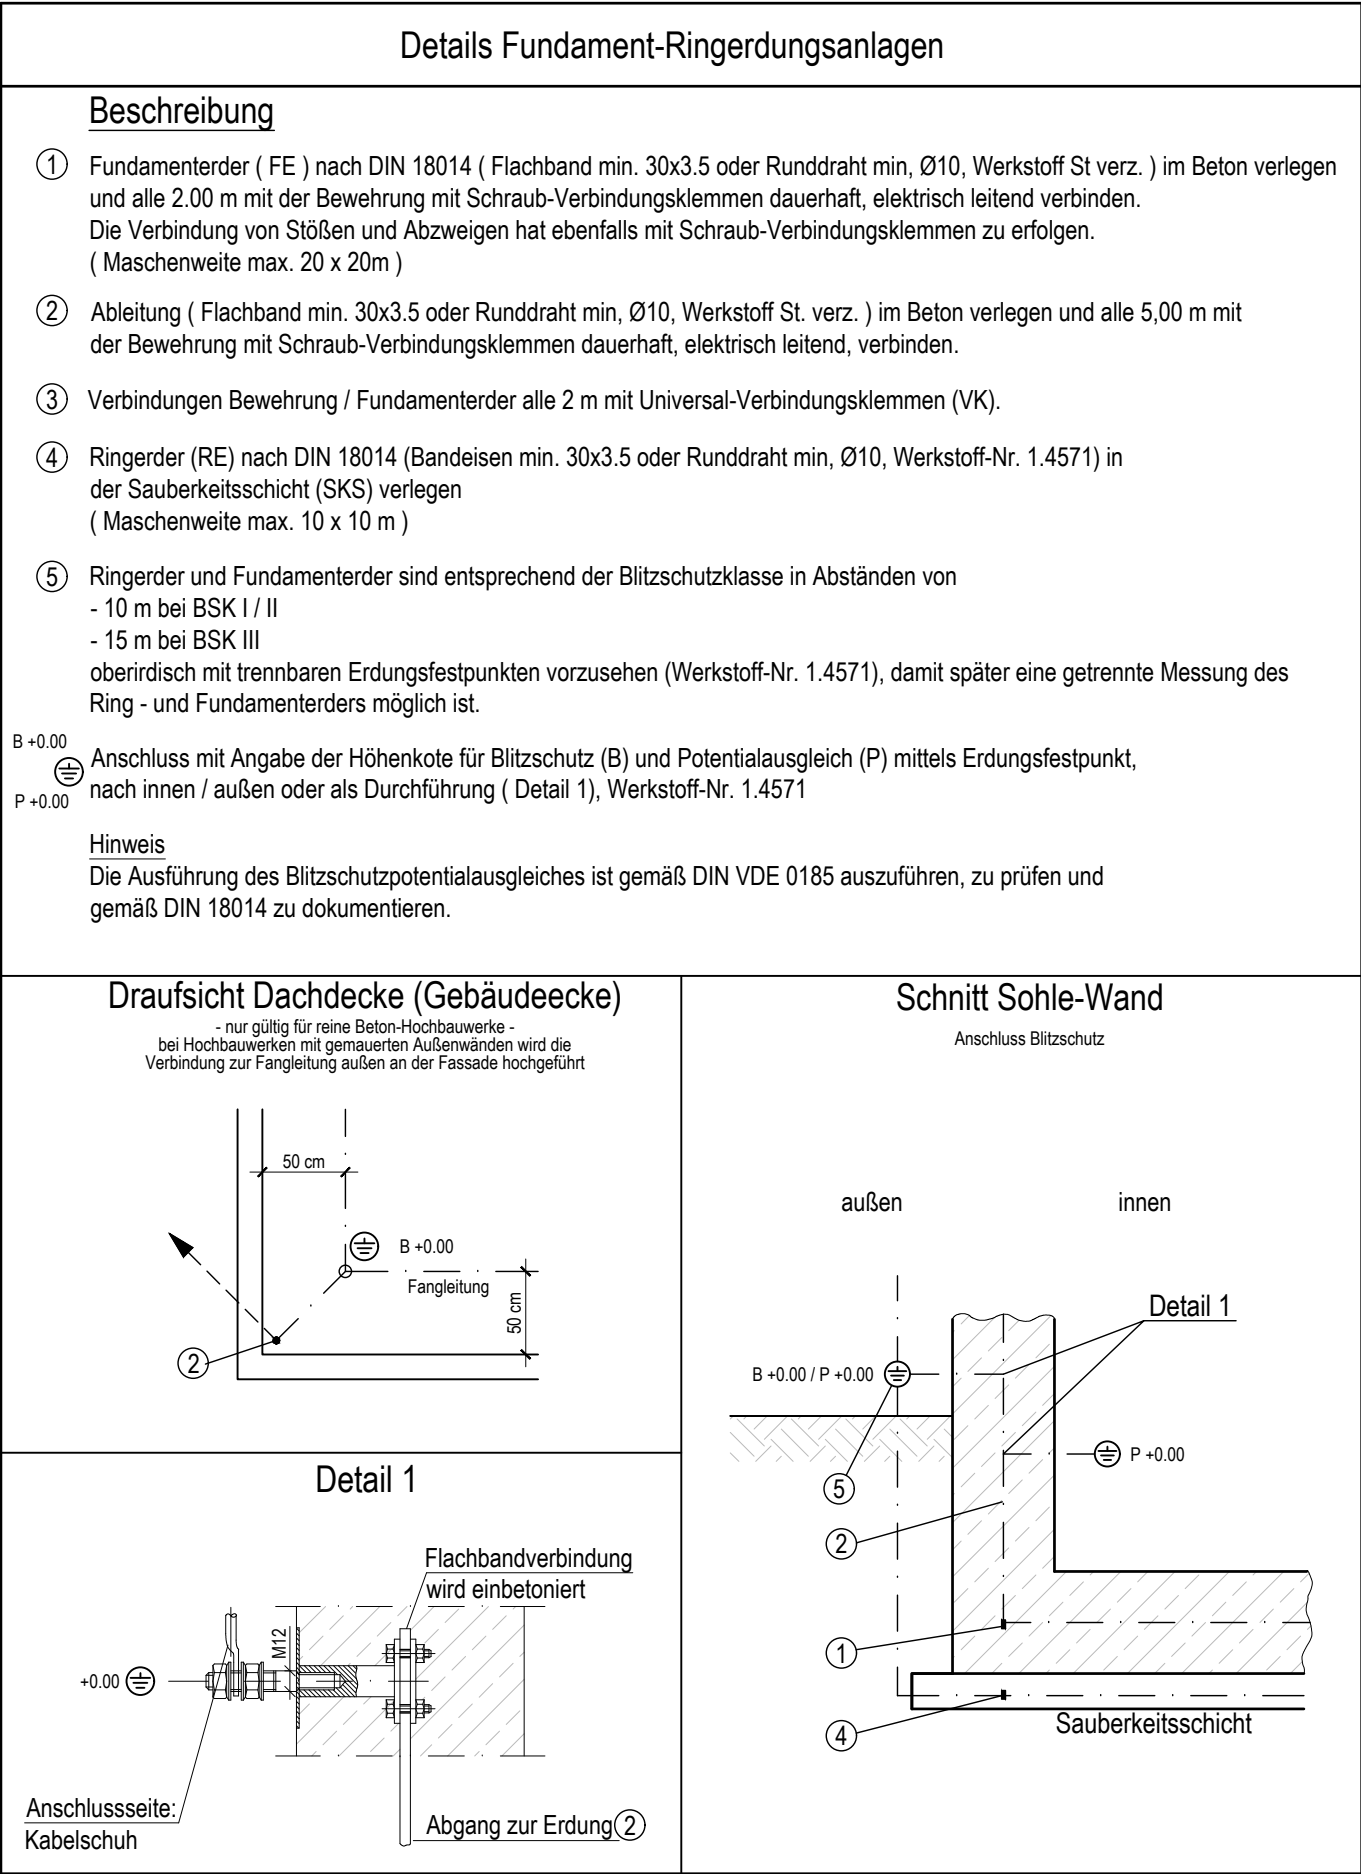 Details Fundament-Ringerdungsanlagen
Beschreibung
1 Fundamenterder ( FE ) nach DIN 18014 ( Flachband min. 30x3.5 oder Runddraht min, Ø10, Werkstoff St verz. ) im Beton verlegen
und alle 2.00 m mit der Bewehrung mit Schraub-Verbindungsklemmen dauerhaft, elektrisch leitend verbinden.
Die Verbindung von Stößen und Abzweigen hat ebenfalls mit Schraub-Verbindungsklemmen zu erfolgen.
( Maschenweite max. 20 x 20m )
2 Ableitung ( Flachband min. 30x3.5 oder Runddraht min, Ø10, Werkstoff St. verz. ) im Beton verlegen und alle 5,00 m mit
der Bewehrung mit Schraub-Verbindungsklemmen dauerhaft, elektrisch leitend, verbinden.
3 Verbindungen Bewehrung / Fundamenterder alle 2 m mit Universal-Verbindungsklemmen (VK).
4 Ringerder (RE) nach DIN 18014 (Bandeisen min. 30x3.5 oder Runddraht min, Ø10, Werkstoff-Nr. 1.4571) in
der Sauberkeitsschicht (SKS) verlegen
( Maschenweite max. 10 x 10 m )
5 Ringerder und Fundamenterder sind entsprechend der Blitzschutzklasse in Abständen von
- 10 m bei BSK I / II
- 15 m bei BSK III
oberirdisch mit trennbaren Erdungsfestpunkten vorzusehen (Werkstoff-Nr. 1.4571), damit später eine getrennte Messung des
Ring - und Fundamenterders möglich ist.
B +0.00
Anschluss mit Angabe der Höhenkote für Blitzschutz (B) und Potentialausgleich (P) mittels Erdungsfestpunkt,
nach innen / außen oder als Durchführung ( Detail 1), Werkstoff-Nr. 1.4571
P +0.00
Hinweis
Die Ausführung des Blitzschutzpotentialausgleiches ist gemäß DIN VDE 0185 auszuführen, zu prüfen und
gemäß DIN 18014 zu dokumentieren.
Draufsicht Dachdecke (Gebäudeecke)
- nur gültig für reine Beton-Hochbauwerke -
bei Hochbauwerken mit gemauerten Außenwänden wird die
Verbindung zur Fangleitung außen an der Fassade hochgeführt
50 cm
B +0.00
Fangleitung
50 cm
2
Detail 1
Flachbandverbindung
wird einbetoniert
M12
+0.00
Anschlussseite:
Kabelschuh
Abgang zur Erdung 2
Schnitt Sohle-Wand
Anschluss Blitzschutz
außen
innen
Detail 1
B +0.00 / P +0.00
P +0.00
5
2
1
4
Sauberkeitsschicht